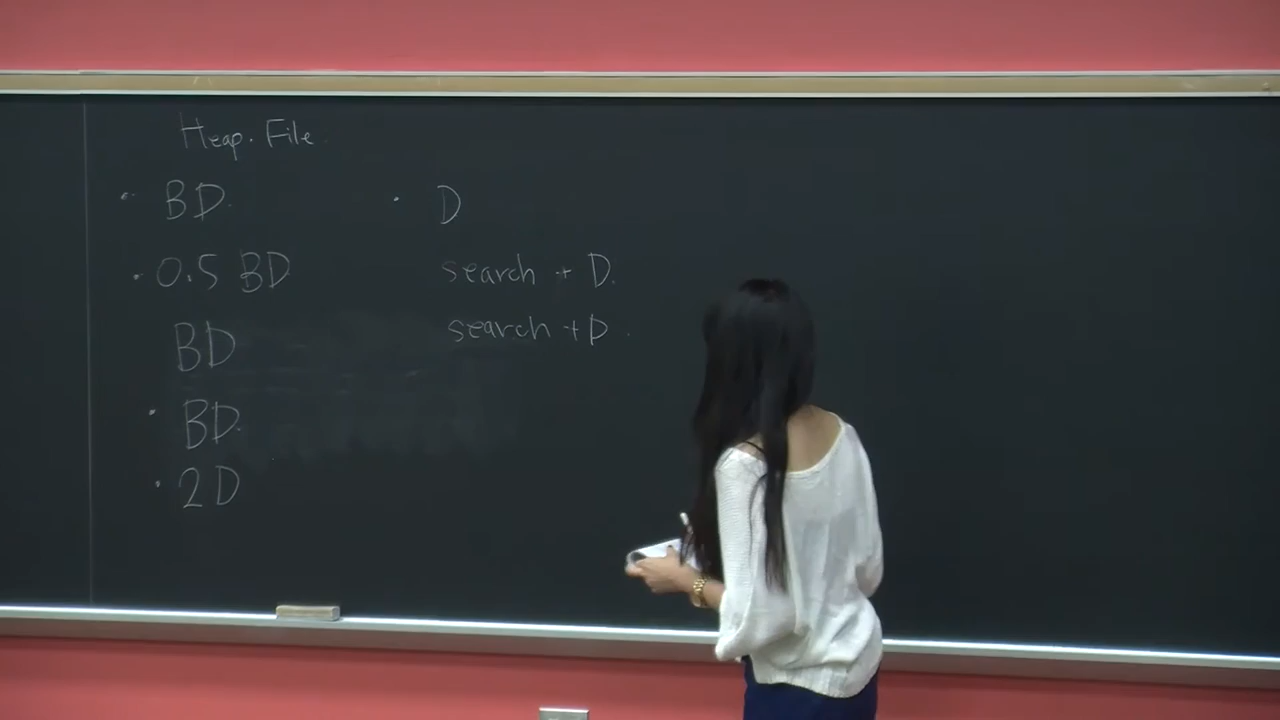 Heap. File
· BD.
· 0.5 BD
BD
· BD.
· 2D
· D
search + D.
search + D.